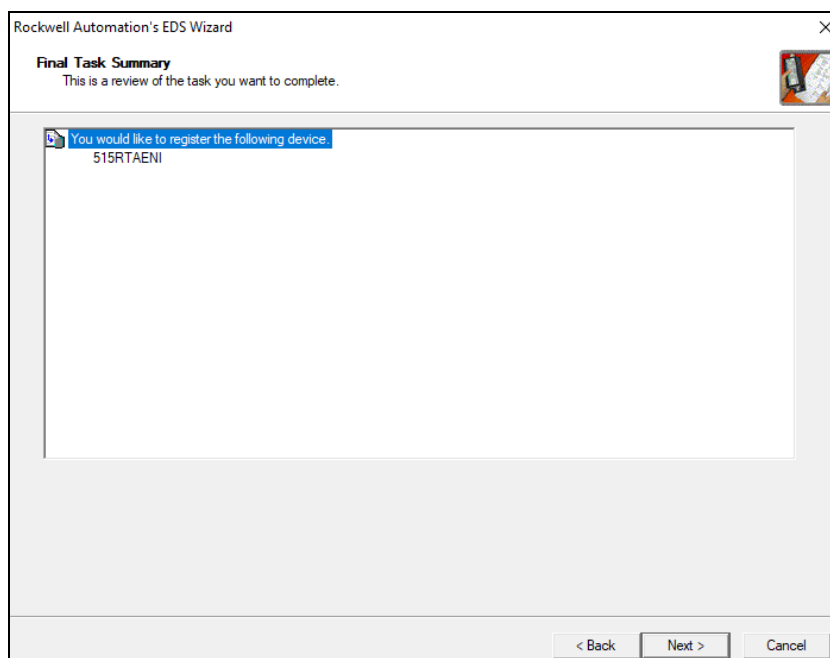 Rockwell Automation's EDS Wizard
Final Task Summary
This is a review of the task you want to complete.
You would like to register the following device.
515RTAENI
< Back
Next >
Cancel